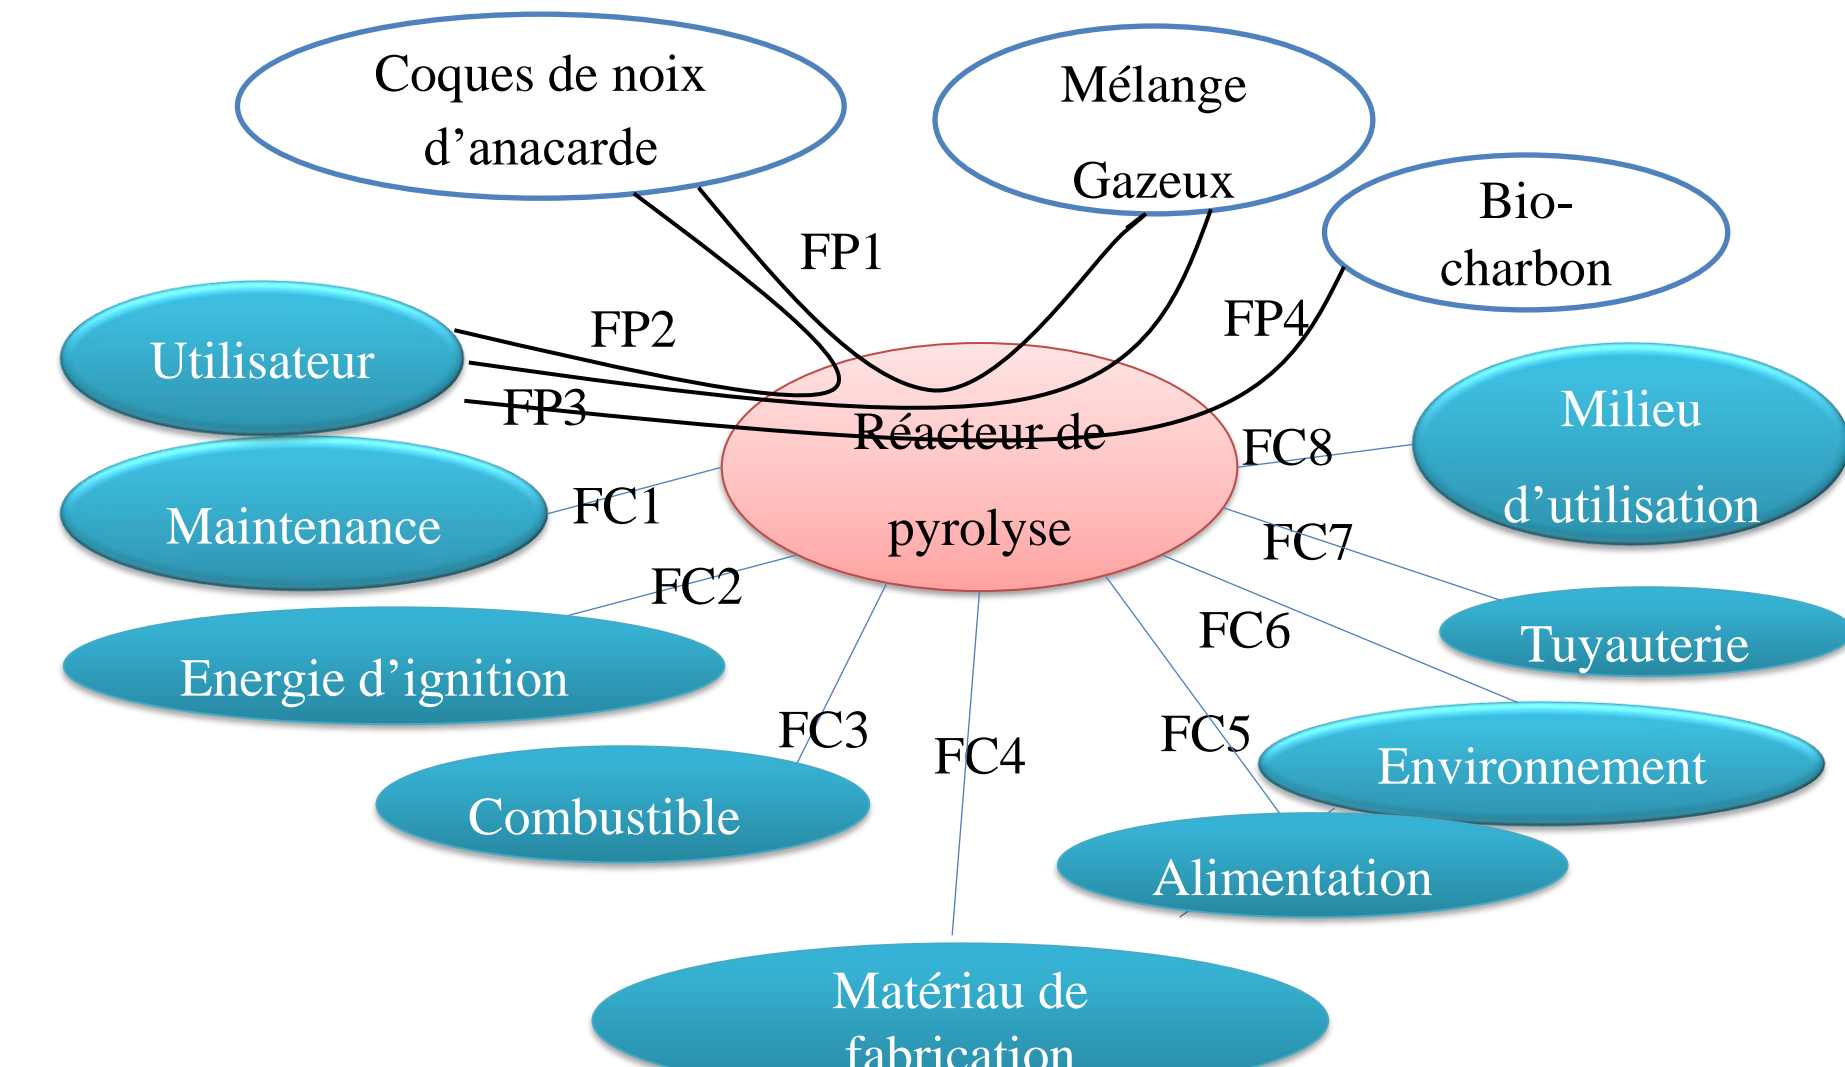 Coques de noix
d’anacarde
Mélange
Gazeux
Bio-
charbon
FP1
FP2
FP4
Utilisateur
FP3
Réacteur de
pyrolyse
Milieu
d’utilisation
FC8
Maintenance
FC1
FC7
FC2
FC6
Energie d’ignition
Tuyauterie
FC3
FC4
FC5
Environnement
Combustible
Alimentation
Matériau de
fabrication